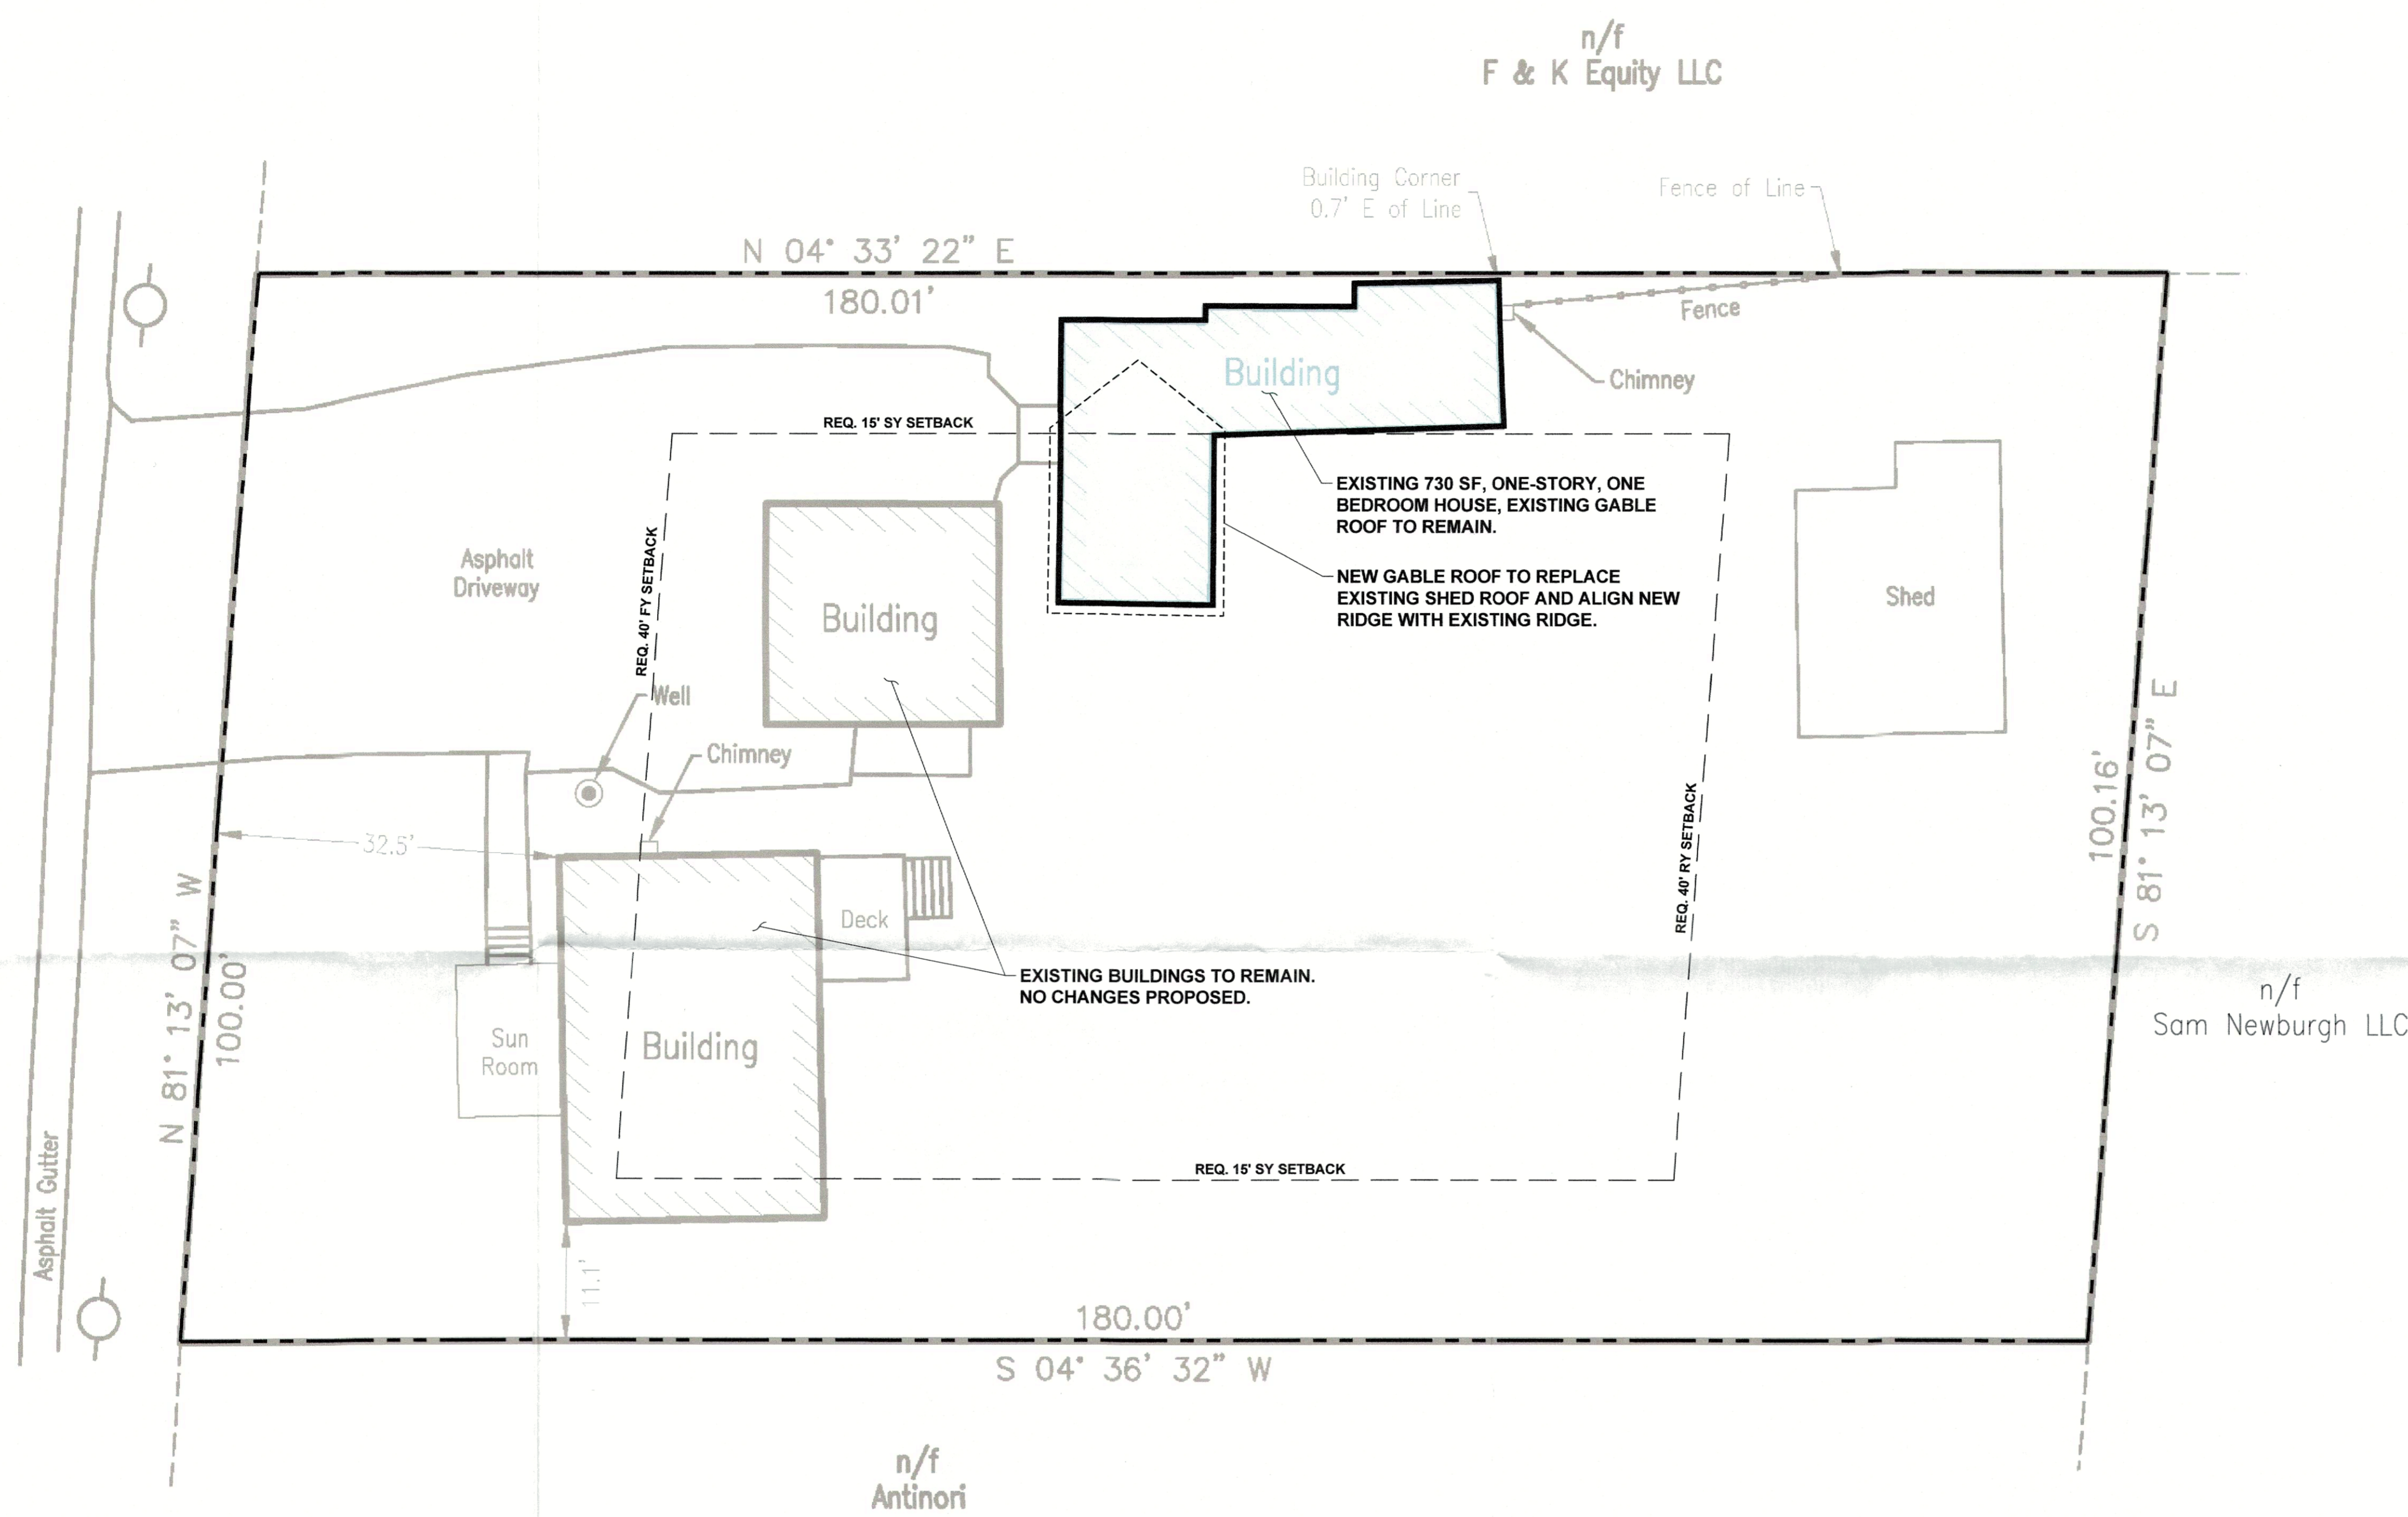 n/f
F & K Equity LLC
Building Corner
0.7' E of Line
Fence of Line
N 04° 33' 22" E
180.01'
Fence
Building
Chimney
REQ. 15' SY SETBACK
EXISTING 730 SF, ONE-STORY, ONE
BEDROOM HOUSE, EXISTING GABLE
ROOF TO REMAIN.
NEW GABLE ROOF TO REPLACE
EXISTING SHED ROOF AND ALIGN NEW
RIDGE WITH EXISTING RIDGE.
Shed
Asphalt
Driveway
REQ. 40' FY SETBACK
Building
Well
Chimney
32.5'
Deck
REQ. 40' RY SETBACK
100.16'
S 81° 13' 07" E
N 81° 13' 07" W
100.00'
EXISTING BUILDINGS TO REMAIN.
NO CHANGES PROPOSED.
n/f
Sam Newburgh LLC
Sun
Room
Building
REQ. 15' SY SETBACK
Asphalt Gutter
11.1'
180.00'
S 04° 36' 32" W
n/f
Antinori